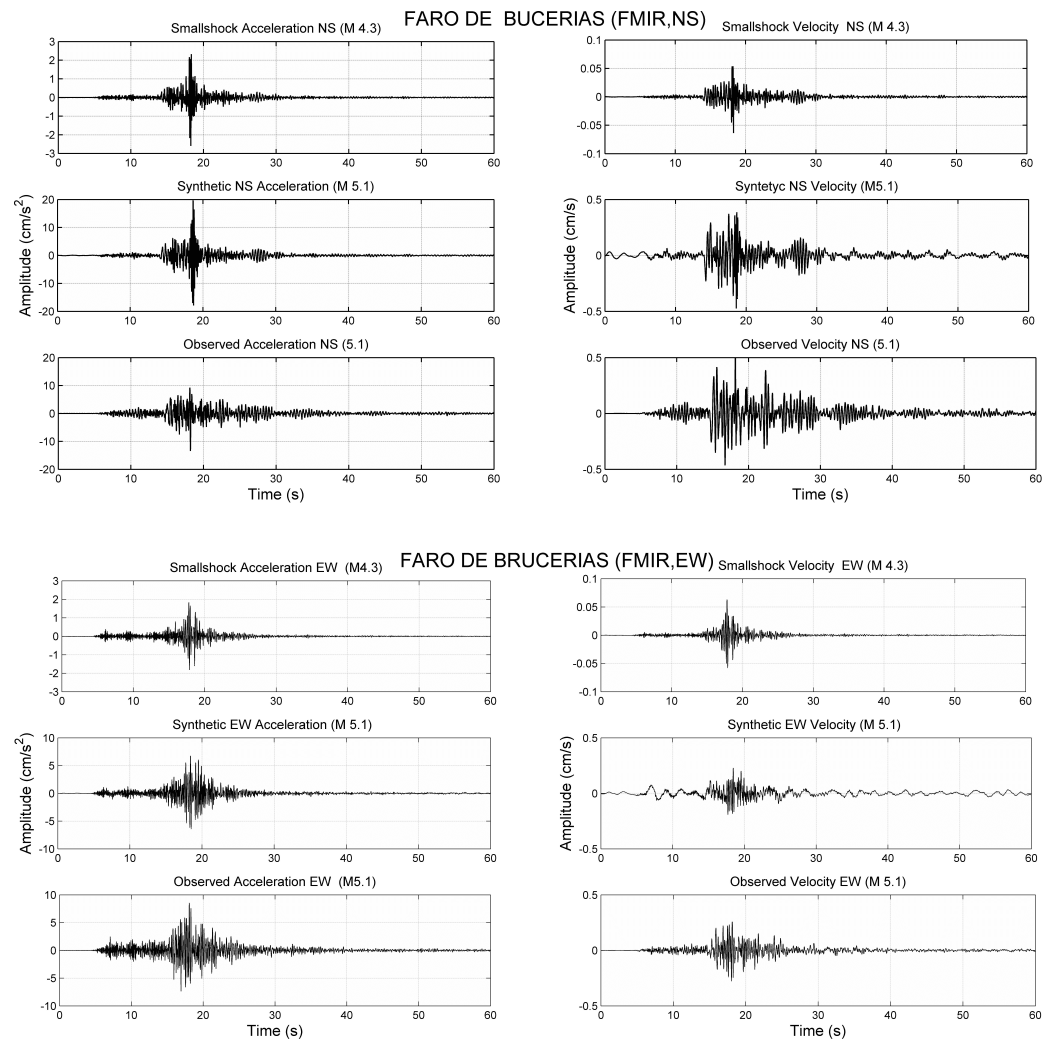 FARO DE BUCERIAS (FMIR,NS)
Smallshock Acceleration NS (M 4.3)
3
2
1
0
-1
-2
-3
0 10 20 30 40 50 60
Smallshock Velocity NS (M 4.3)
0.1
0.05
0
-0.05
-0.1
0 10 20 30 40 50 60
Synthetic NS Acceleration (M 5.1)
Amplitude (cm/s2)
20
10
0
-10
-20
0 10 20 30 40 50 60
Syntetyc NS Velocity (M5.1)
Amplitude (cm/s)
0.5
0
-0.5
0 10 20 30 40 50 60
Observed Acceleration NS (5.1)
20
10
0
-10
-20
0 10 20 30 40 50 60
Time (s)
Observed Velocity NS (5.1)
0.5
0
-0.5
0 10 20 30 40 50 60
Time (s)
FARO DE BRUCERIAS (FMIR,EW)
Smallshock Acceleration EW (M4.3)
3
2
1
0
-1
-2
-3
0 10 20 30 40 50 60
Smallshock Velocity EW (M 4.3)
0.1
0.05
0
-0.05
-0.1
0 10 20 30 40 50 60
Synthetic EW Acceleration (M 5.1)
Amplitude (cm/s2)
10
5
0
-5
-10
0 10 20 30 40 50 60
Synthetic EW Velocity (M 5.1)
Amplitude (cm/s)
0.5
0
-0.5
0 10 20 30 40 50 60
Observed Acceleration EW (M5.1)
10
5
0
-5
-10
0 10 20 30 40 50 60
Time (s)
Observed Velocity EW (M 5.1)
0.5
0
-0.5
0 10 20 30 40 50 60
Time (s)